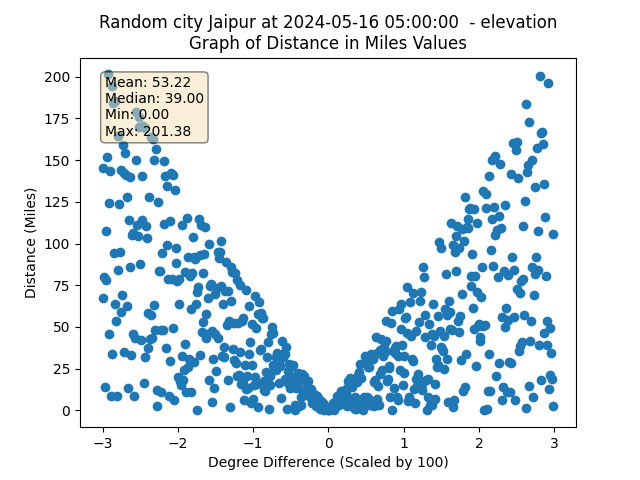 Random city Jaipur at 2024-05-16 05:00:00  - elevation
Graph of Distance in Miles Values
200
175
150
125
100
75
50
25
0
Distance (Miles)
Mean: 53.22
Median: 39.00
Min: 0.00
Max: 201.38
−3
−2
−1
0
1
2
3
Degree Difference (Scaled by 100)